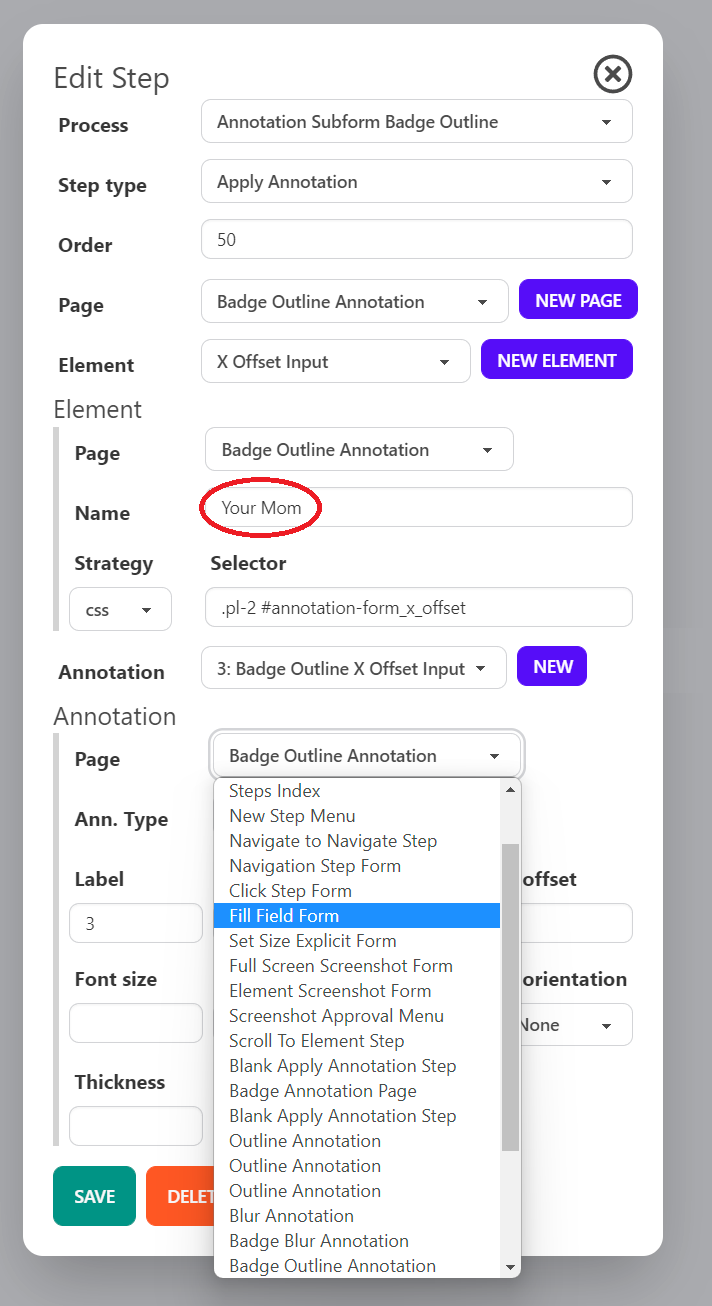 Edit Step
Process
Annotation Subform Badge Outline
Step type
Apply Annotation
Order
50
Page
Badge Outline Annotation
NEW PAGE
Element
X Offset Input
NEW ELEMENT
Element
Page
Badge Outline Annotation
Name
Your Mom
Strategy
Selector
css
.pl-2 #annotation-form_x_offset
Annotation
3: Badge Outline X Offset Input
NEW
Annotation
Page
Badge Outline Annotation
Steps Index
Ann. Type
New Step Menu
Navigate to Navigate Step
Navigation Step Form
Label
Click Step Form
offset
3
Fill Field Form
Set Size Explicit Form
Full Screen Screenshot Form
Font size
Element Screenshot Form
orientation
Screenshot Approval Menu
None
Scroll To Element Step
Blank Apply Annotation Step
Thickness
Badge Annotation Page
Blank Apply Annotation Step
Outline Annotation
Outline Annotation
Outline Annotation
SAVE
DELET
Blur Annotation
Badge Blur Annotation
Badge Outline Annotation